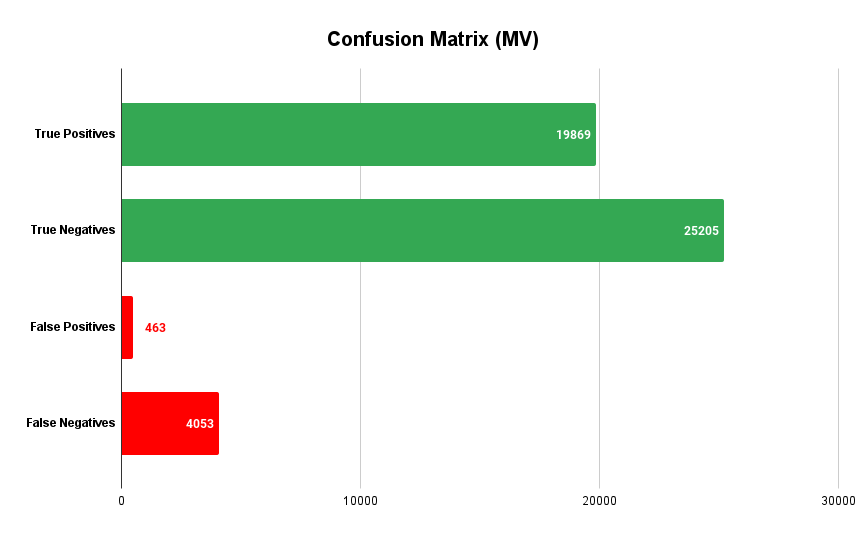 Confusion Matrix (MV)
True Positives
19869
True Negatives
25205
False Positives
463
False Negatives
4053
0
10000
20000
30000